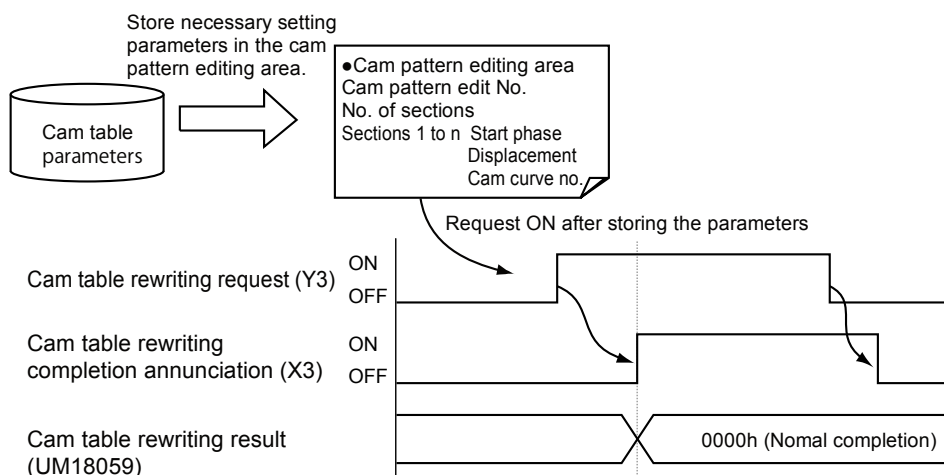 Store necessary setting
parameters in the cam
pattern editing area.
Cam table
parameters
●Cam pattern editing area
Cam pattern edit No.
No. of sections
Sections 1 to n Start phase
Displacement
Cam curve no.
Request ON after storing the parameters
Cam table rewriting request (Y3)
ON
OFF
Cam table rewriting
completion annunciation (X3)
ON
OFF
Cam table rewriting result
(UM18059)
0000h (Nomal completion)